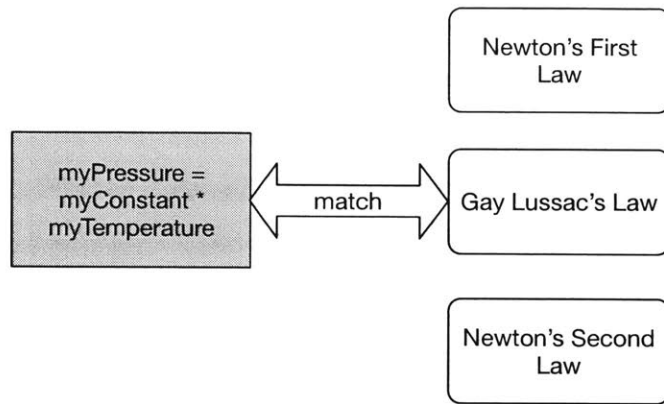 Newton's First
Law
myPressure =
myConstant *
myTemperature
match
Gay Lussac's Law
Newton's Second
Law